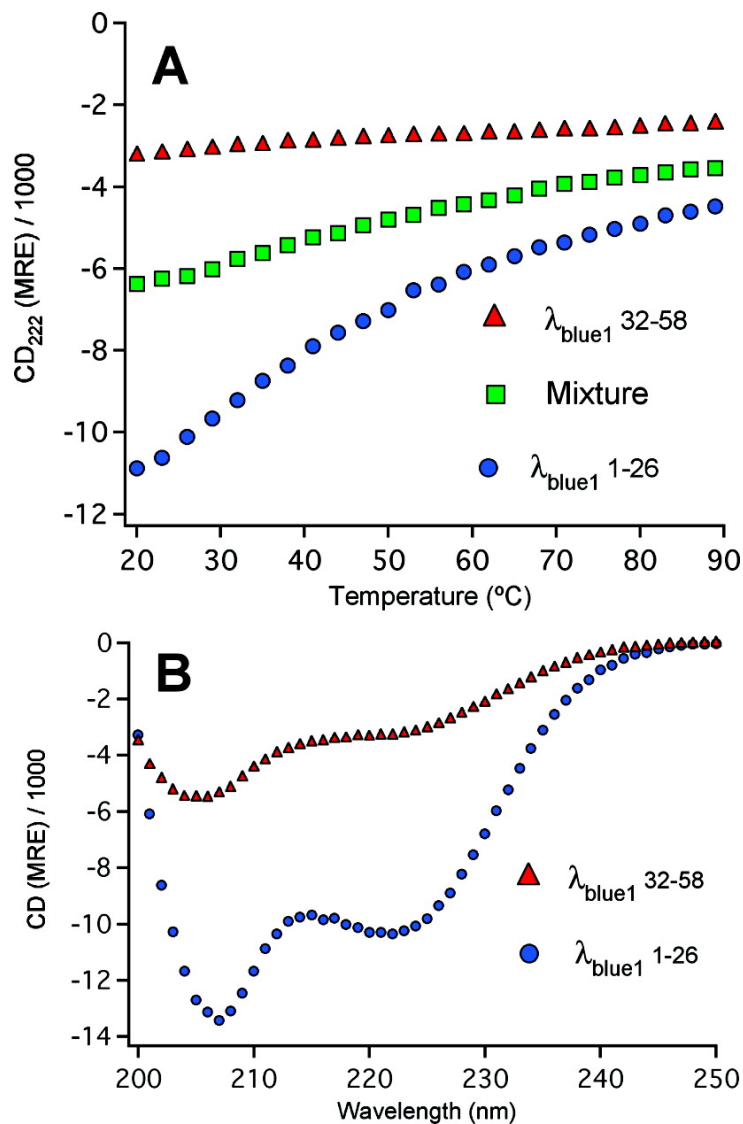 A
0
-2
-4
-6
-8
-10
-12
CD222 (MRE) / 1000
λblue1 32-58
Mixture
λblue1 1-26
20 30 40 50 60 70 80 90
Temperature (ºC)
B
0
-2
-4
-6
-8
-10
-12
-14
CD (MRE) / 1000
λblue1 32-58
λblue1 1-26
200 210 220 230 240 250
Wavelength (nm)